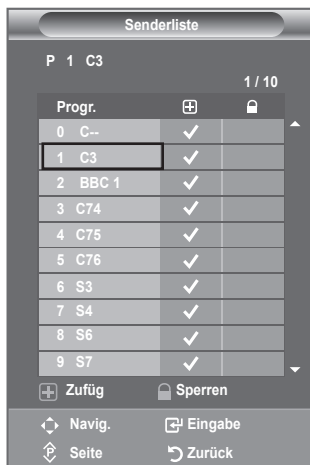 Senderliste
P 1 C3
1 / 10
Progr.
0 C--
1 C3
2 BBC 1
3 C74
4 C75
5 C76
6 S3
7 S4
8 S6
9 S7
Zufüg Sperren
Navig. Eingabe
Seite Zurück